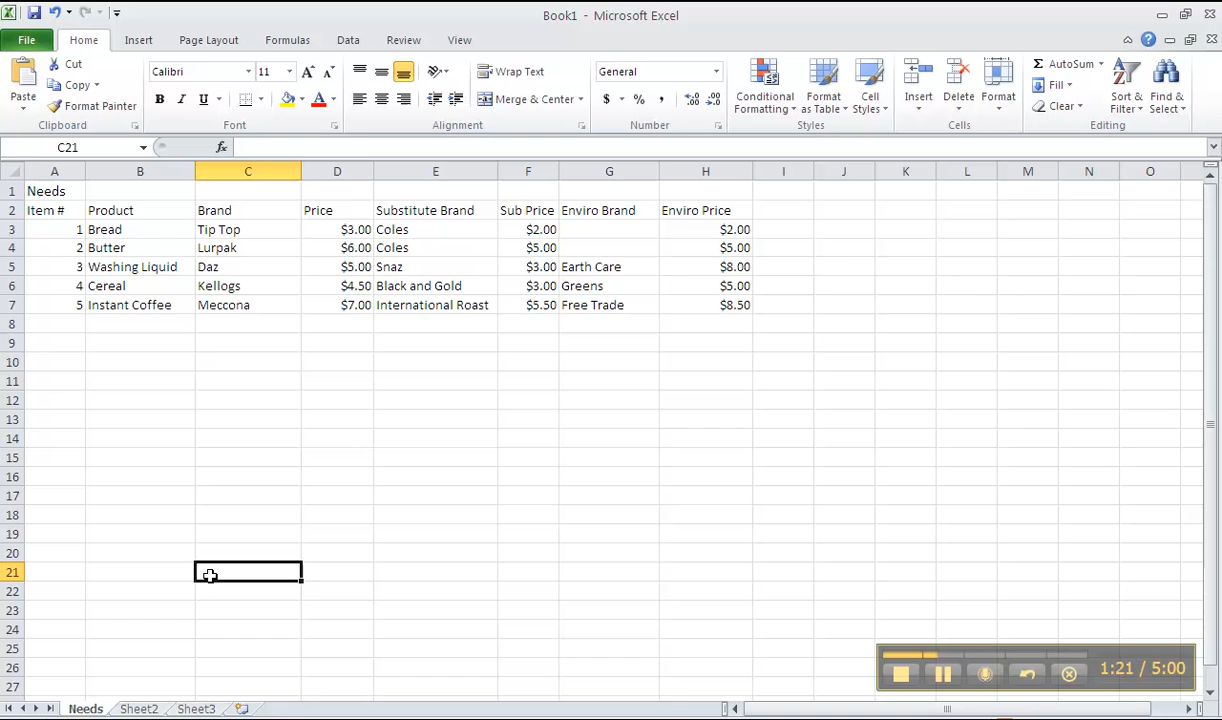 Book1 - Microsoft Excel
File Home Insert Page Layout Formulas Data Review View
Cut
Copy
Format Painter
Paste
Clipboard
Calibri 11
B I U
Font
Wrap Text
Merge & Center
Alignment
General
$ % ,
Number
Conditional Formatting
Format as Table
Cell Styles
Styles
Insert Delete Format
Cells
AutoSum
Fill
Clear
Sort & Filter
Find & Select
Editing
C21 fx
A B C D E F G H I J K L M N O
1 Needs
2 Item # Product Brand Price Substitute Brand Sub Price Enviro Brand Enviro Price
3 1 Bread Tip Top $3.00 Coles $2.00 $2.00
4 2 Butter Lurpak $6.00 Coles $5.00 $5.00
5 3 Washing Liquid Daz $5.00 Snaz $3.00 Earth Care $8.00
6 4 Cereal Kellogs $4.50 Black and Gold $3.00 Greens $5.00
7 5 Instant Coffee Meccona $7.00 International Roast $5.50 Free Trade $8.50
8
9
10
11
12
13
14
15
16
17
18
19
20
21
22
23
24
25
26
27
1:21 / 5:00
Needs Sheet2 Sheet3